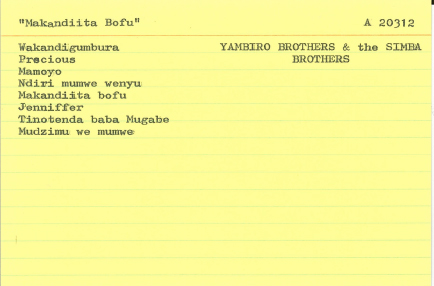 "Makandiita Bofu" A 20312
Wakandigumbura YAMBIRO BROTHERS & the SIMBA
Precious BROTHERS
Mamoyo
Ndiri mumwe wenyu
Makandiita bofu
Jenniffer
Tinotenda baba Mugabe
Mudzimu we mumwe